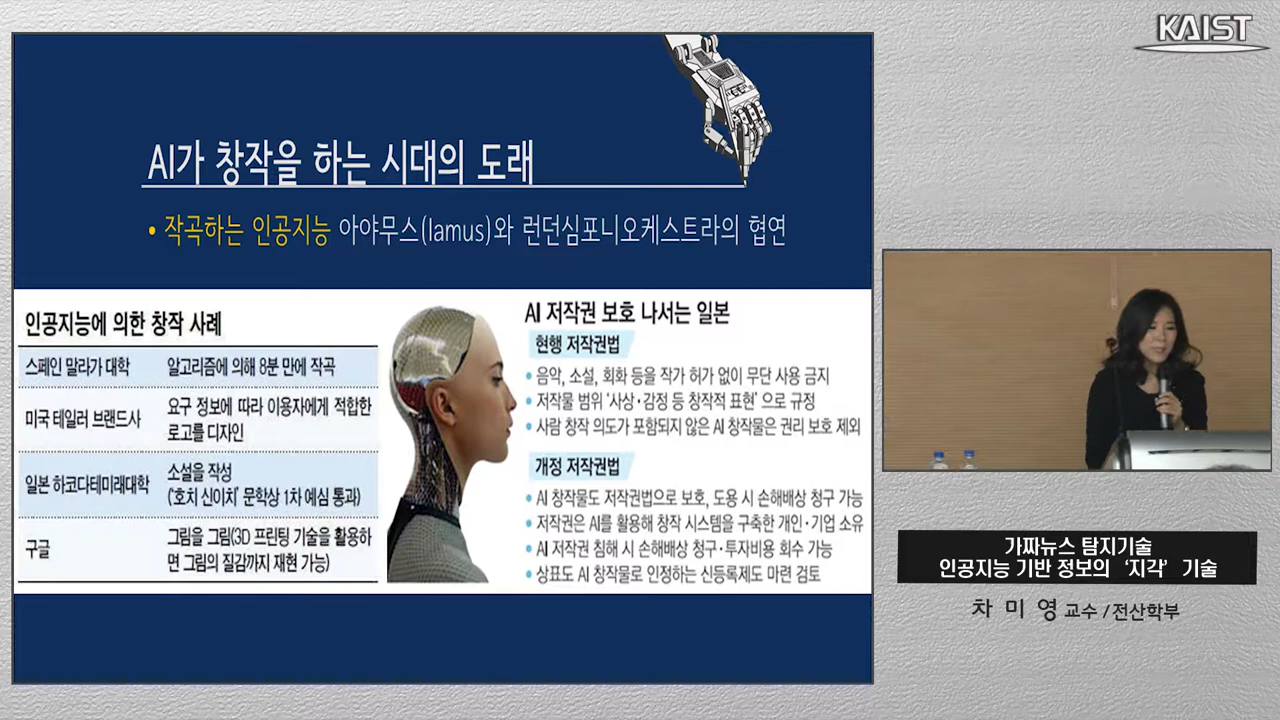 KAIST
AI가 창작을 하는 시대의 도래
• 작곡하는 인공지능 아야무스(Iamus)와 런던심포니오케스트라의 협연
인공지능에 의한 창작 사례
스페인 말라가 대학 알고리즘에 의해 8분 만에 작곡
미국 테일러 브랜드사 요구 정보에 따라 이용자에게 적합한
로고를 디자인
일본 하코다테미래대학 소설을 작성
('호치 신이치' 문학상 1차 예심 통과)
구글 그림을 그림(3D 프린팅 기술을 활용하
면 그림의 질감까지 재현 가능)
AI 저작권 보호 나서는 일본
현행 저작권법
• 음악, 소설, 회화 등을 작가 허가 없이 무단 사용 금지
• 저작물 범위 '사상·감정 등 창작적 표현'으로 규정
• 사람 창작 의도가 포함되지 않은 AI 창작물은 권리 보호 제외
개정 저작권법
• AI 창작물도 저작권법으로 보호, 도용 시 손해배상 청구 가능
• 저작권은 AI를 활용해 창작 시스템을 구축한 개인·기업 소유
• AI 저작권 침해 시 손해배상 청구·투자비용 회수 가능
• 상표도 AI 창작물로 인정하는 신등록제도 마련 검토
가짜뉴스 탐지기술
인공지능 기반 정보의 '지각' 기술
차 미 영 교수 / 전산학부